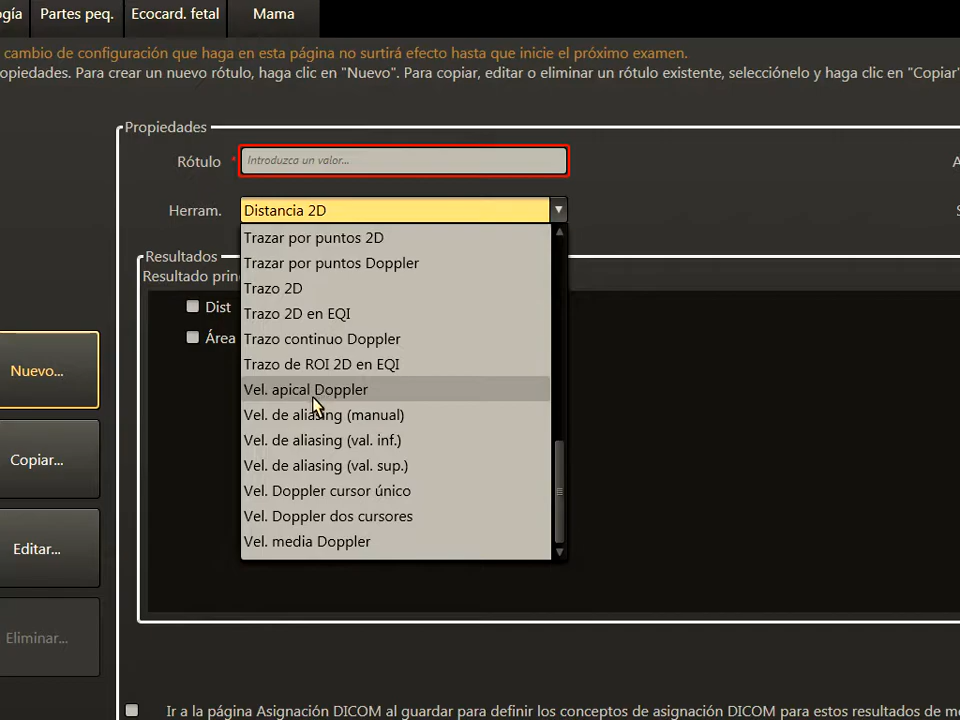 ogía
Partes peq.
Ecocard. fetal
Mama
cambio de configuración que haga en esta página no surtirá efecto hasta que inicie el próximo examen.
opiedades. Para crear un nuevo rótulo, haga clic en "Nuevo". Para copiar, editar o eliminar un rótulo existente, selecciónelo y haga clic en "Copiar"
Propiedades
Rótulo * Introduzca un valor...
A
Herram. Distancia 2D
S
Trazar por puntos 2D
Resultados
Trazar por puntos Doppler
Resultado prin
Trazo 2D
Dist
Trazo 2D en EQI
Área
Trazo continuo Doppler
Trazo de ROI 2D en EQI
Nuevo...
Vel. apical Doppler
Vel. de aliasing (manual)
Vel. de aliasing (val. inf.)
Copiar...
Vel. de aliasing (val. sup.)
Vel. Doppler cursor único
Vel. Doppler dos cursores
Vel. media Doppler
Editar...
Eliminar...
Ir a la página Asignación DICOM al guardar para definir los conceptos de asignación DICOM para estos resultados de m